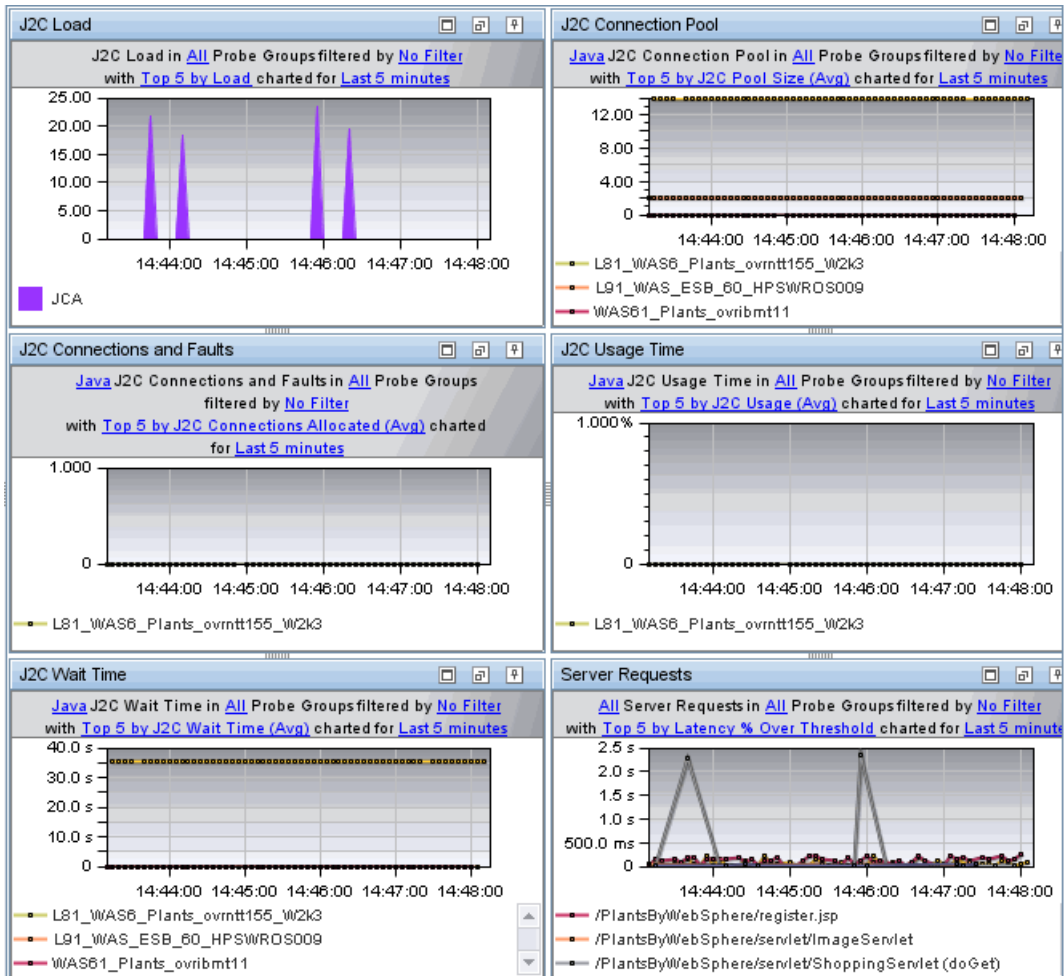 J2C Load
J2C Load in All Probe Groups filtered by No Filter
with Top 5 by Load charted for Last 5 minutes
25.00
20.00
15.00
10.00
5.00
0
14:44:00 14:45:00 14:46:00 14:47:00 14:48:00
JCA
J2C Connection Pool
Java J2C Connection Pool in All Probe Groups filtered by No Filte
with Top 5 by J2C Pool Size (Avg) charted for Last 5 minutes
12.00
8.00
4.00
0
14:44:00 14:45:00 14:46:00 14:47:00 14:48:00
L81_WAS6_Plants_ovrntt155_W2k3
L91_WAS_ESB_60_HPSWROS009
WAS61_Plants_ovribmt11
J2C Connections and Faults
Java J2C Connections and Faults in All Probe Groups
filtered by No Filter
with Top 5 by J2C Connections Allocated (Avg) charted
for Last 5 minutes
1.000
0
14:44:00 14:45:00 14:46:00 14:47:00 14:48:00
L81_WAS6_Plants_ovrntt155_W2k3
J2C Usage Time
Java J2C Usage Time in All Probe Groups filtered by No Filter
with Top 5 by J2C Usage (Avg) charted for Last 5 minutes
1.000%
0
14:44:00 14:45:00 14:46:00 14:47:00 14:48:00
L81_WAS6_Plants_ovrntt155_W2k3
J2C Wait Time
Java J2C Wait Time in All Probe Groups filtered by No Filter
with Top 5 by J2C Wait Time (Avg) charted for Last 5 minutes
40.0 s
30.0 s
20.0 s
10.0 s
0
14:44:00 14:45:00 14:46:00 14:47:00 14:48:00
L81_WAS6_Plants_ovrntt155_W2k3
L91_WAS_ESB_60_HPSWROS009
WAS61_Plants_ovribmt11
Server Requests
All Server Requests in All Probe Groups filtered by No Filter
with Top 5 by Latency % Over Threshold charted for Last 5 minute
2.5 s
2.0 s
1.5 s
1.0 s
500.0 ms
0
14:44:00 14:45:00 14:46:00 14:47:00 14:48:00
/PlantsByWebSphere/register.jsp
/PlantsByWebSphere/servlet/ImageServlet
/PlantsByWebSphere/servlet/ShoppingServlet (doGet)